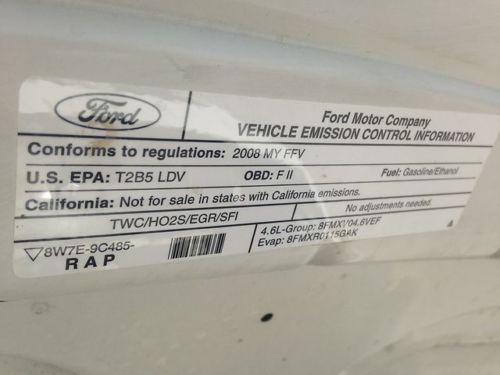 Ford
Ford Motor Company
VEHICLE EMISSION CONTROL INFORMATION
Conforms to regulations: 2008 MY FFV
U.S. EPA: T2B5 LDV OBD: F II Fuel: Gasoline/Ethanol
California: Not for sale in states with California emissions.
TWC/HO2S/EGR/SFI No adjustments needed.
8W7E-9C485- 4.6L-Group: 8FMXV04.6VEF
RAP Evap: 8FMXR0115GAK